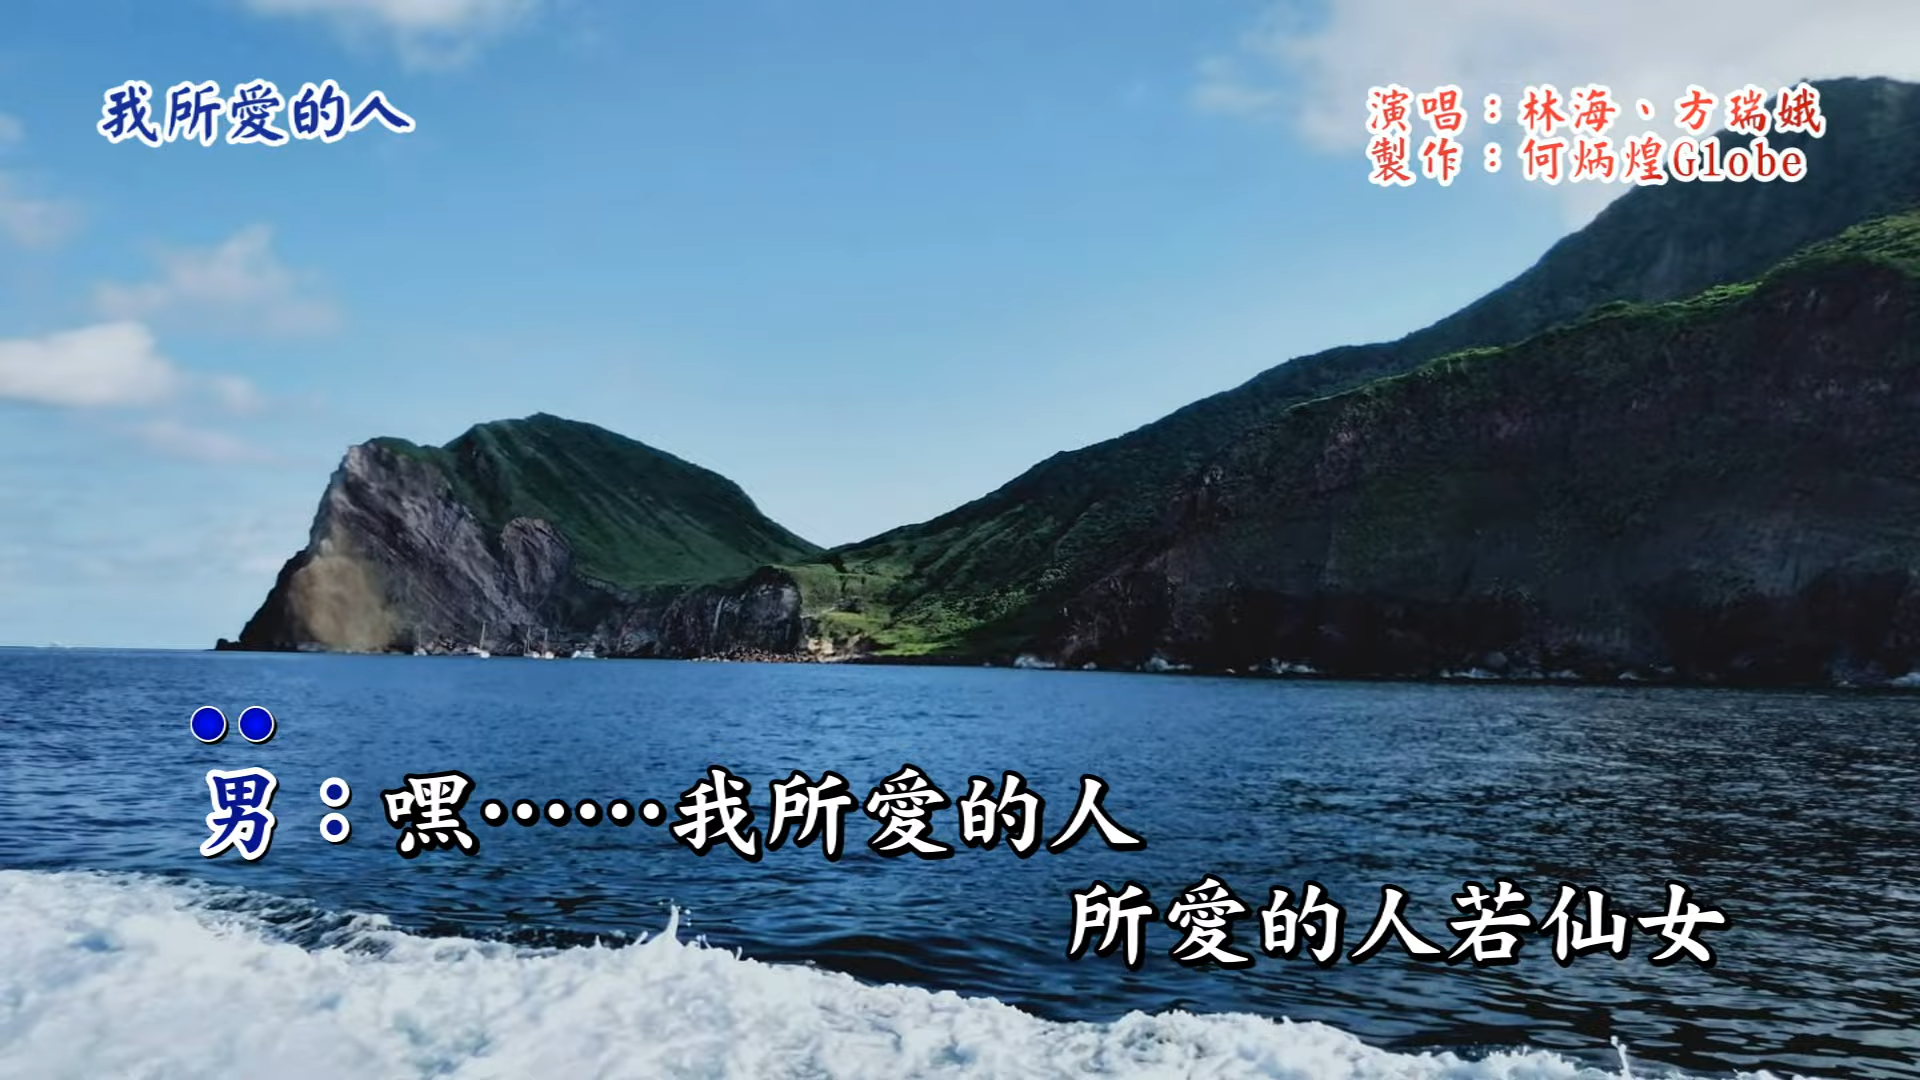 我所愛的人
演唱：林海、方瑞娥
製作：何炳煌Globe
男：嘿……我所愛的人
所愛的人若仙女